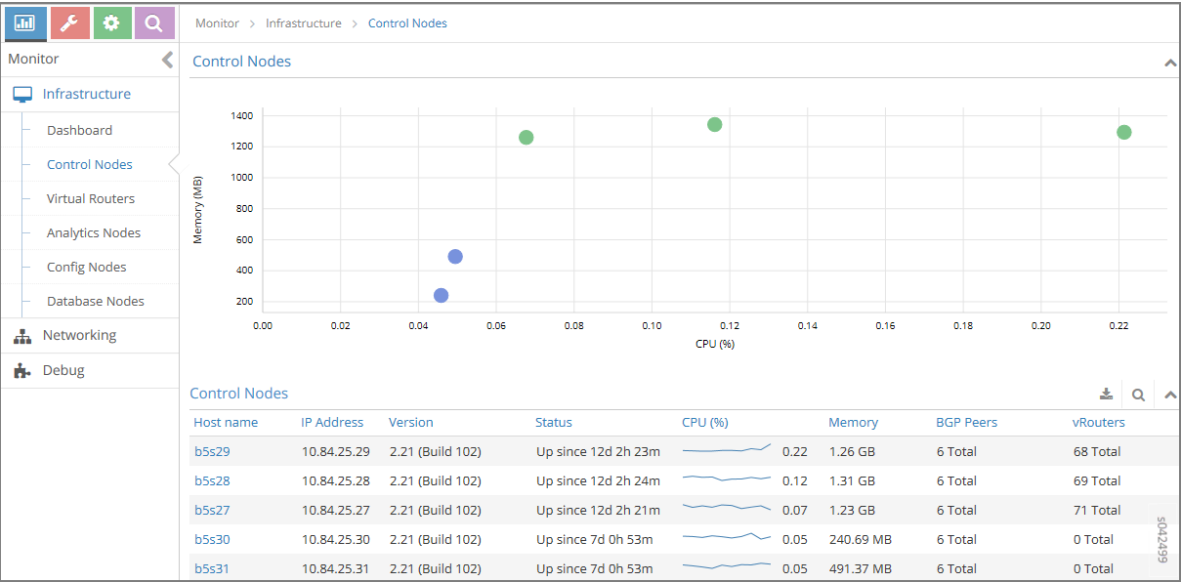 Monitor > Infrastructure > Control Nodes
Monitor
Infrastructure
Dashboard
Control Nodes
Virtual Routers
Analytics Nodes
Config Nodes
Database Nodes
Networking
Debug
Control Nodes
Memory (MB)
1400
1200
1000
800
600
400
200
0.00 0.02 0.04 0.06 0.08 0.10 0.12 0.14 0.16 0.18 0.20 0.22
CPU (%)
Control Nodes
Host name IP Address Version Status CPU (%) Memory BGP Peers vRouters
b5s29 10.84.25.29 2.21 (Build 102) Up since 12d 2h 23m 0.22 1.26 GB 6 Total 68 Total
b5s28 10.84.25.28 2.21 (Build 102) Up since 12d 2h 24m 0.12 1.31 GB 6 Total 69 Total
b5s27 10.84.25.27 2.21 (Build 102) Up since 12d 2h 21m 0.07 1.23 GB 6 Total 71 Total
b5s30 10.84.25.30 2.21 (Build 102) Up since 7d 0h 53m 0.05 240.69 MB 6 Total 0 Total
b5s31 10.84.25.31 2.21 (Build 102) Up since 7d 0h 53m 0.05 491.37 MB 6 Total 0 Total
s042499